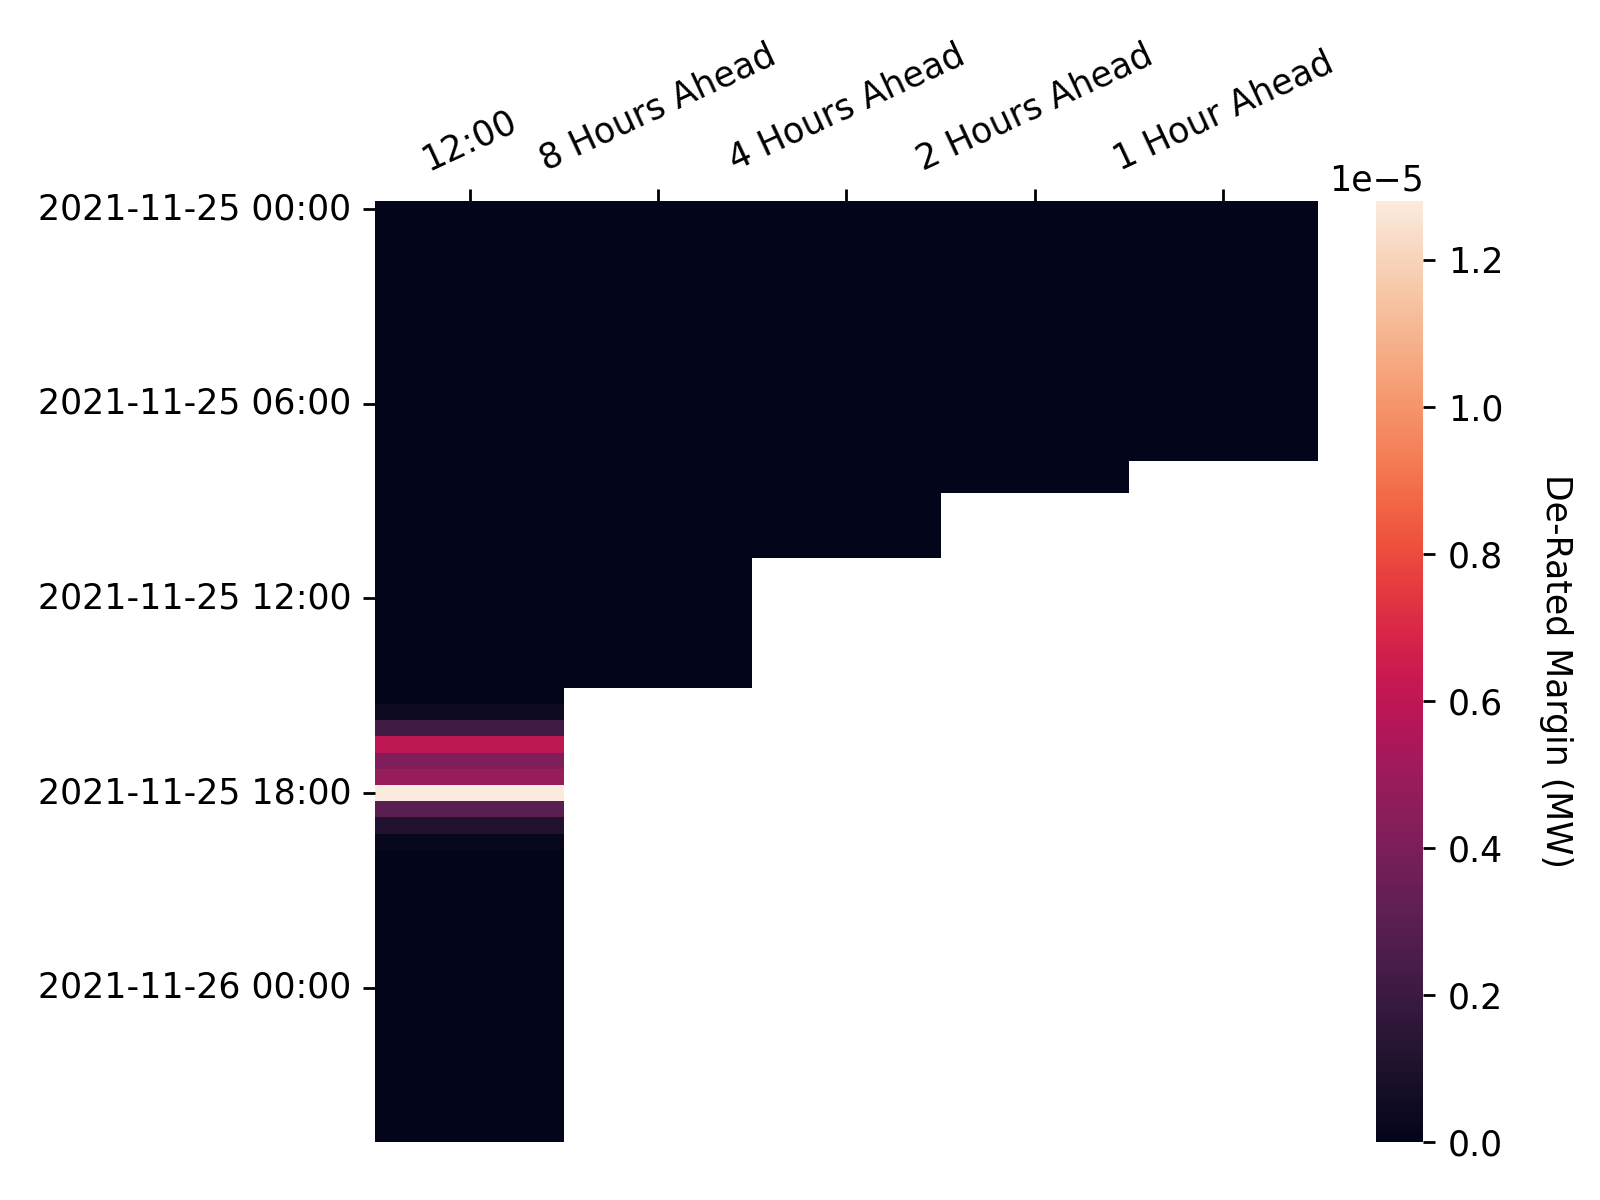 12:00
8 Hours Ahead
4 Hours Ahead
2 Hours Ahead
1 Hour Ahead
1e−5
2021-11-25 00:00
2021-11-25 06:00
2021-11-25 12:00
2021-11-25 18:00
2021-11-26 00:00
1.2
1.0
0.8
0.6
0.4
0.2
0.0
De-Rated Margin (MW)